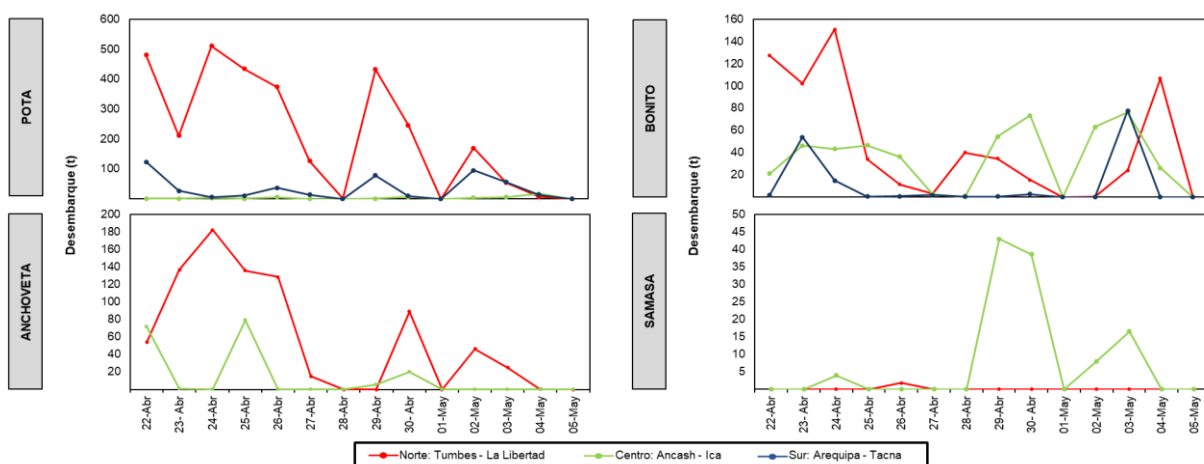 POTA
Desembarque (t)
600
500
400
300
200
100
BONITO
Desembarque (t)
160
140
120
100
80
60
40
20
ANCHOVETA
200
180
160
140
120
100
80
60
40
20
22-Abr
23- Abr
24-Abr
25-Abr
26-Abr
27-Abr
28-Abr
29-Abr
30- Abr
01-May
02-May
03-May
04-May
05-May
SAMASA
50
45
40
35
30
25
20
15
10
5
22-Abr
23- Abr
24-Abr
25-Abr
26-Abr
27-Abr
28-Abr
29-Abr
30- Abr
01-May
02-May
03-May
04-May
05-May
Norte: Tumbes - La Libertad
Centro: Ancash - Ica
Sur: Arequipa - Tacna